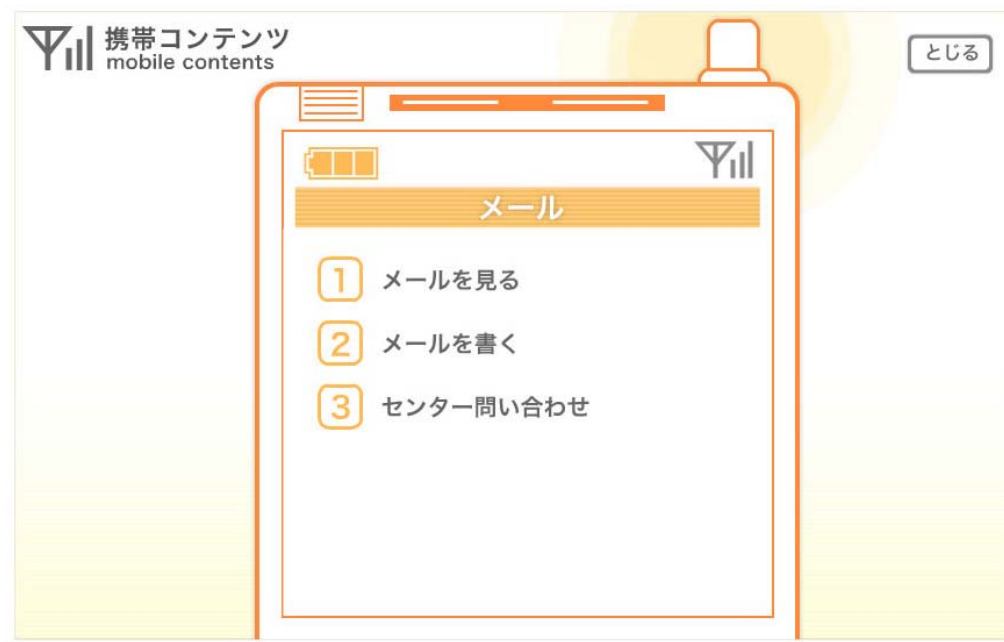 携帯コンテンツ
mobile contents
とじる
メール
1 メールを見る
2 メールを書く
3 センター問い合わせ